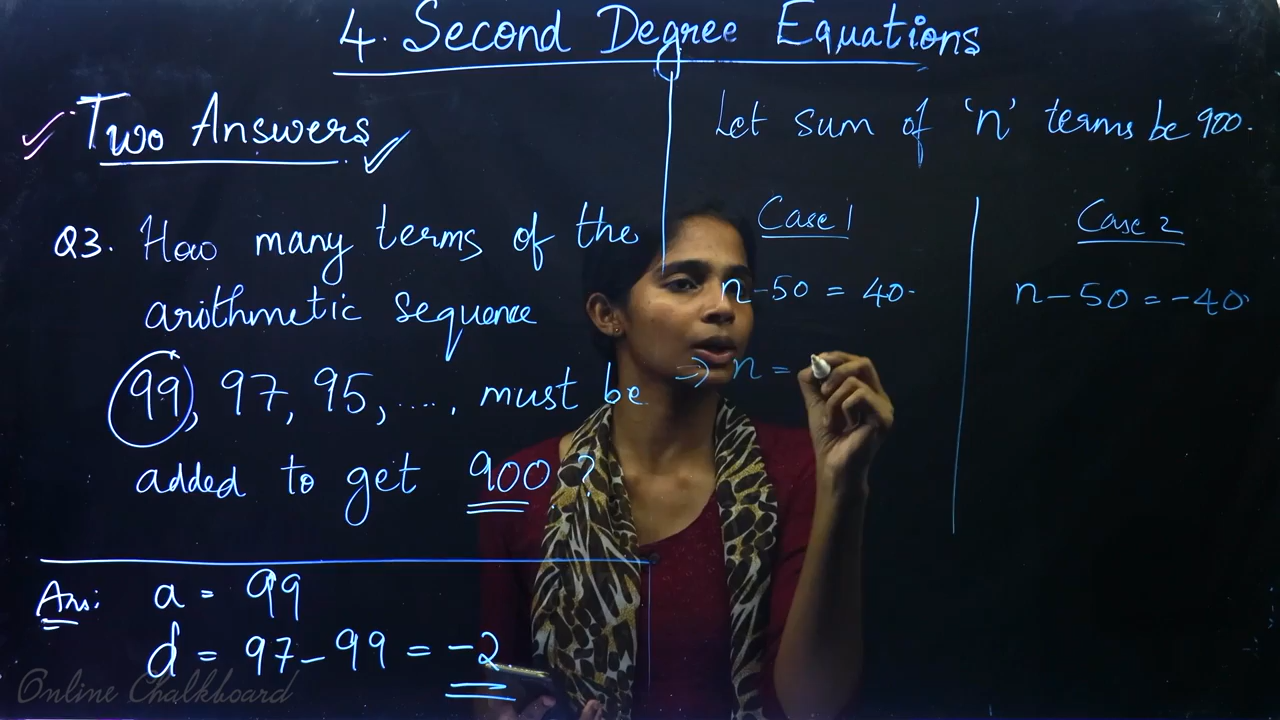 4. Second Degree Equations
Two Answers
Q3. How many terms of the
arithmetic sequence
99, 97, 95, ...., must be
added to get 900?
Ans: a = 99
d = 97 - 99 = -2
Let sum of 'n' terms be 900.
Case 1
n - 50 = 40.
⇒ n =
Case 2
n - 50 = -40.
Online Chalkboard